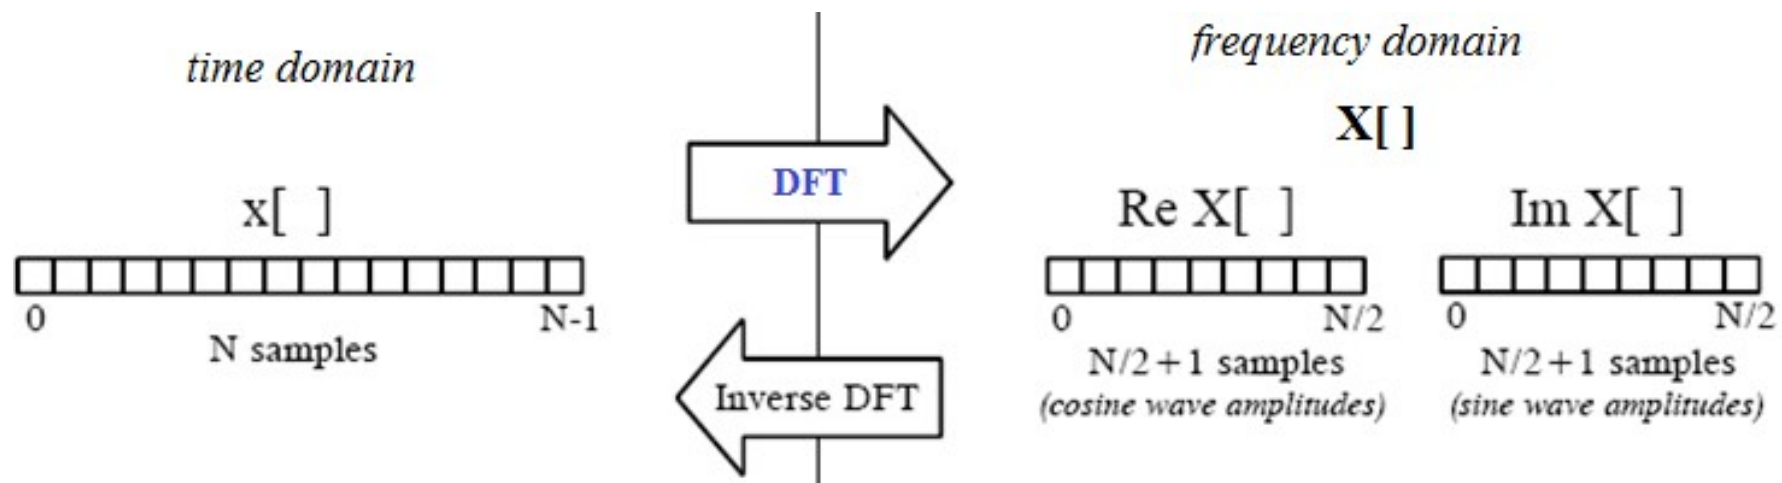 time domain
x[ ]
0
N-1
N samples
DFT
Inverse DFT
frequency domain
X[ ]
Re X[ ]
0
N/2
N/2+1 samples
(cosine wave amplitudes)
Im X[ ]
0
N/2
N/2+1 samples
(sine wave amplitudes)